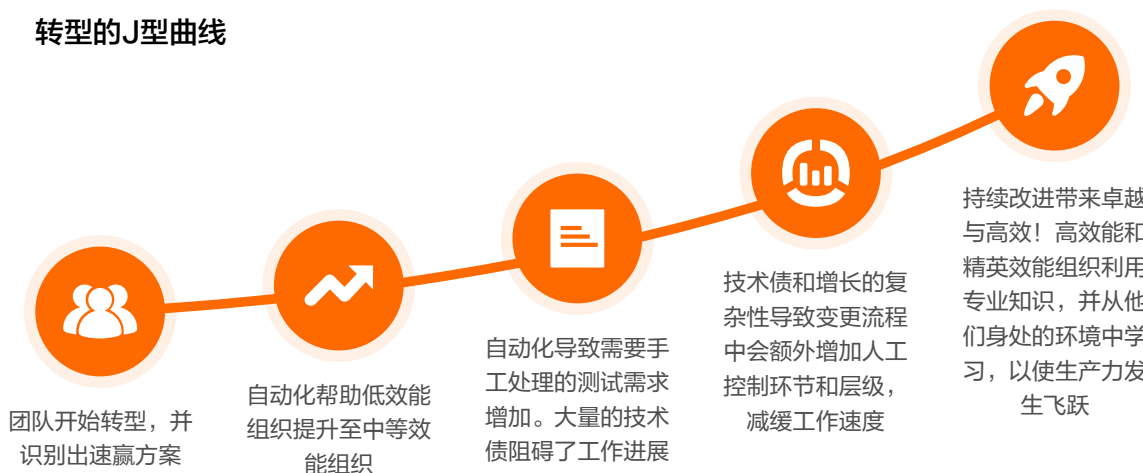 转型的J型曲线
团队开始转型，并
识别出速赢方案
自动化帮助低效能
组织提升至中等效
能组织
自动化导致需要手
工处理的测试需求
增加。大量的技术
债阻碍了工作进展
技术债和增长的复
杂性导致变更流程
中会额外增加人工
控制环节和层级，
减缓工作速度
持续改进带来卓越
与高效！高效能和
精英效能组织利用
专业知识，并从他
们身处的环境中学
习，以使生产力发
生飞跃